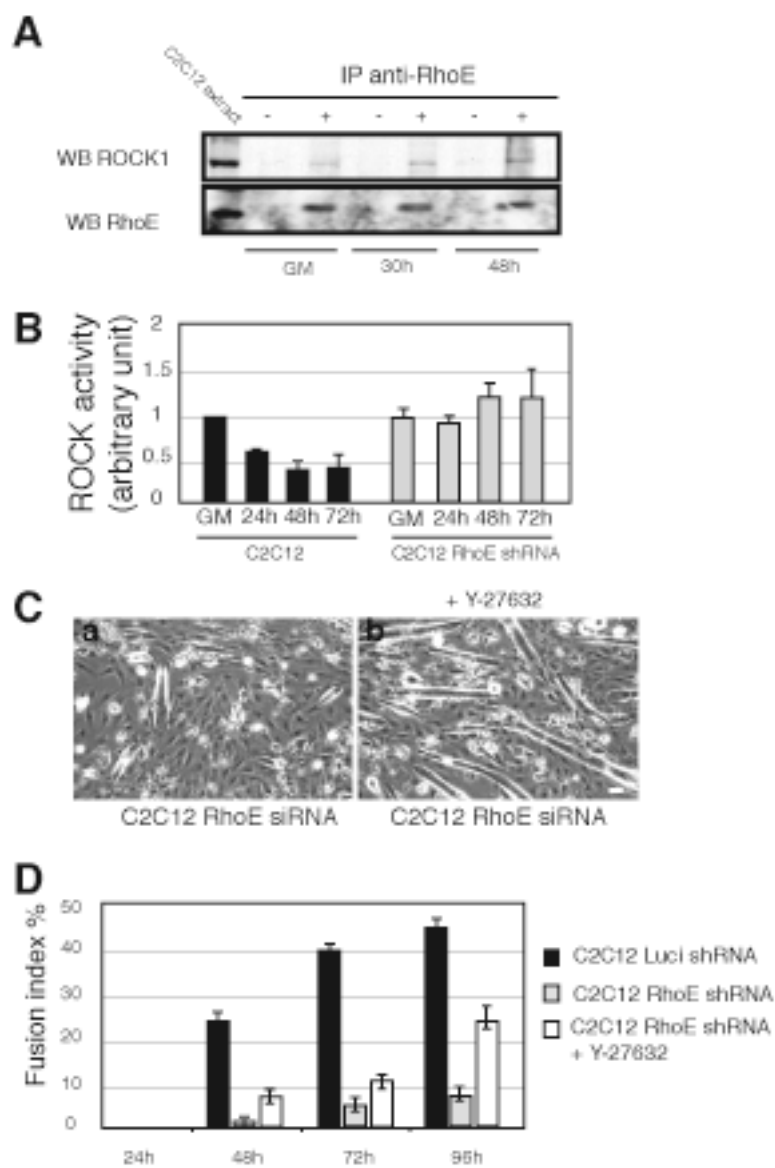 A
C2C12 extract
IP anti-RhoE
- + - + - +
WB ROCK1
WB RhoE
GM 30h 48h
B
ROCK activity
(arbitrary unit)
2
1.5
1
0.5
0
GM 24h 48h 72h GM 24h 48h 72h
C2C12 C2C12 RhoE shRNA
C
+ Y-27632
a b
C2C12 RhoE siRNA C2C12 RhoE siRNA
D
Fusion index %
50
40
30
20
10
0
24h 48h 72h 96h
C2C12 Luci shRNA
C2C12 RhoE shRNA
C2C12 RhoE shRNA
+ Y-27632